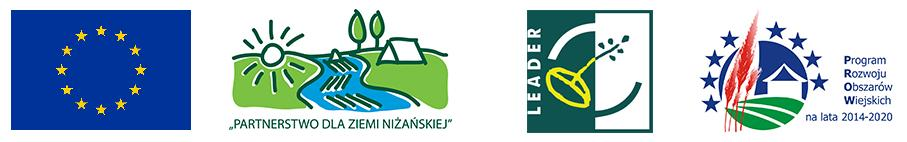 „PARTNERSTWO DLA ZIEMI NIŻAŃSKIEJ”
LEADER
Program
Rozwoju
Obszarów
Wiejskich
na lata 2014-2020